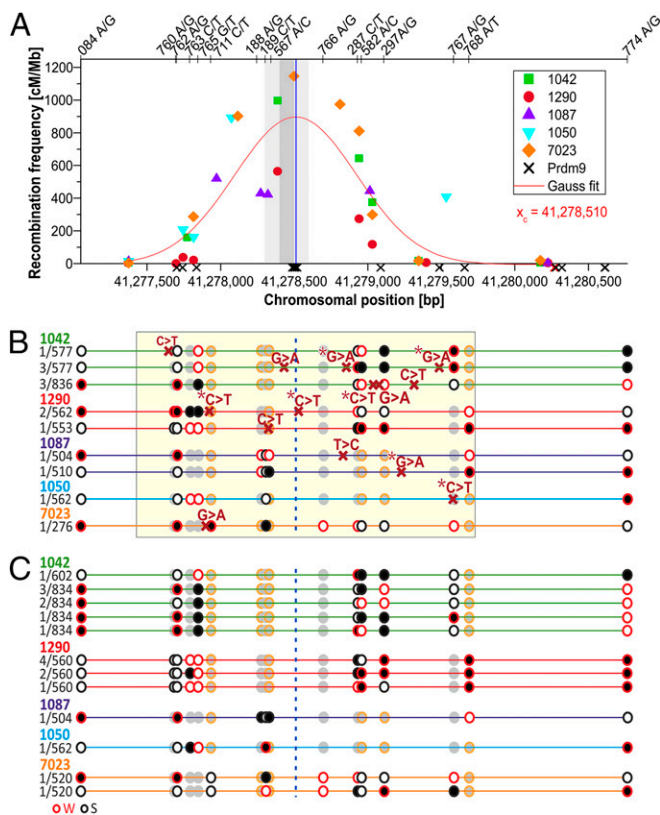 A
084 A/G
760 A/G
762 A/G
763 C/T
765 G/T
711 C/T
188 A/G
189 C/T
567 A/C
766 A/G
287 C/T
582 A/C
297A/G
767 A/G
768 A/T
774 A/G
Recombination frequency [cM/Mb]
1200
1000
800
600
400
200
0
1042
1290
1087
1050
7023
Prdm9
Gauss fit
xc = 41,278,510
41,277,500
41,278,000
41,278,500
41,279,000
41,279,500
41,280,000
41,280,500
Chromosomal position [bp]
B
1042
1/577
C>T
3/577
G>A
*G>A
*G>A
3/836
C>T
1290
*C>T
*C>T
*C>T
G>A
2/562
1/553
C>T
1087
1/504
T>C
1/510
*G>A
1050
1/562
*C>T
7023
1/276
G>A
C
1042
1/602
3/834
2/834
1/834
1/834
1290
4/560
2/560
1/560
1087
1/504
1050
1/562
7023
1/520
1/520
W S